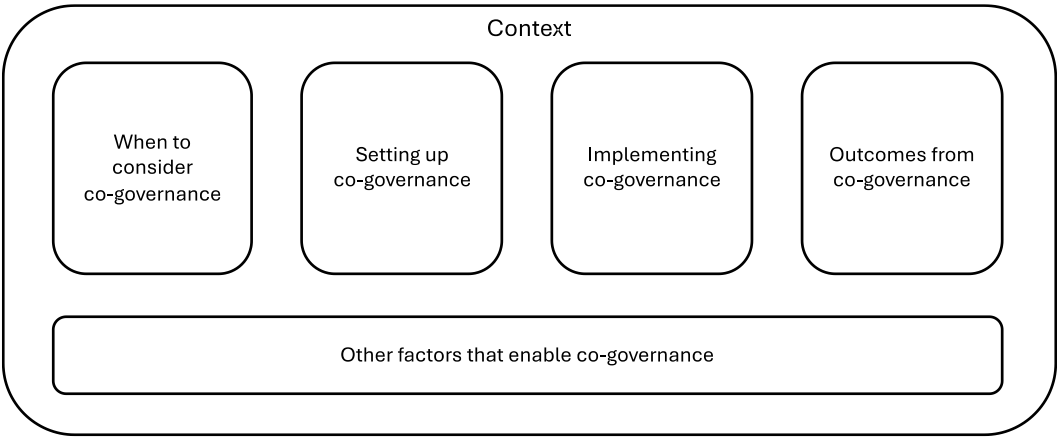 Context
When to
consider
co-governance
Setting up
co-governance
Implementing
co-governance
Outcomes from
co-governance
Other factors that enable co-governance